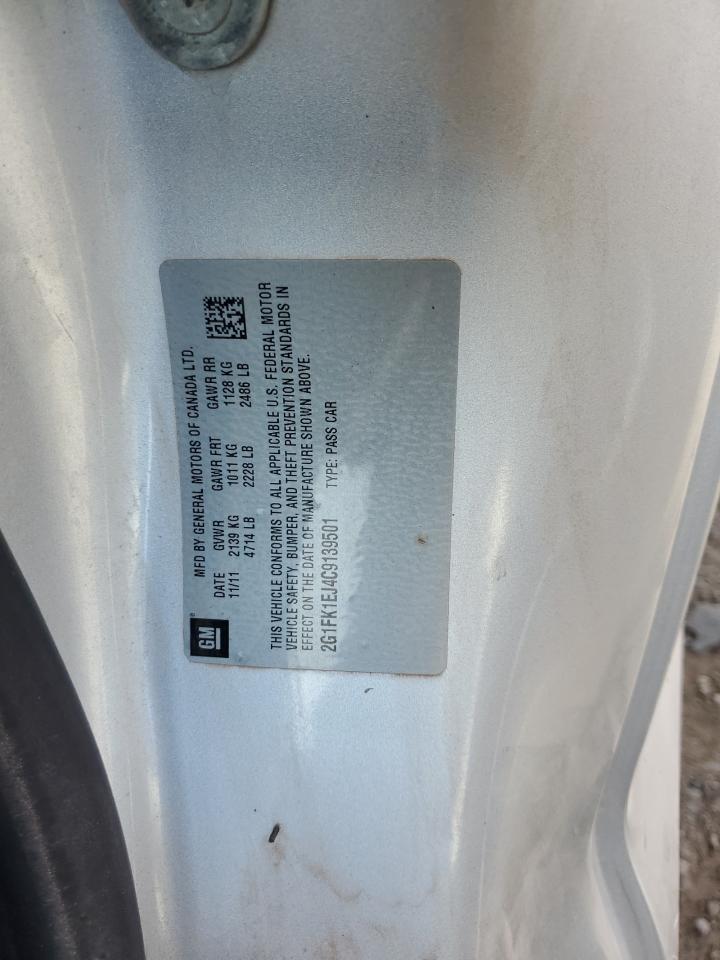 GM®
MFD BY GENERAL MOTORS OF CANADA LTD.
DATE GVWR GAWR FRT GAWR RR
11/11 2139 KG 1011 KG 1128 KG
4714 LB 2228 LB 2486 LB
THIS VEHICLE CONFORMS TO ALL APPLICABLE U.S. FEDERAL MOTOR
VEHICLE SAFETY, BUMPER, AND THEFT PREVENTION STANDARDS IN
EFFECT ON THE DATE OF MANUFACTURE SHOWN ABOVE.
2G1FK1EJ4C9139501 TYPE: PASS CAR